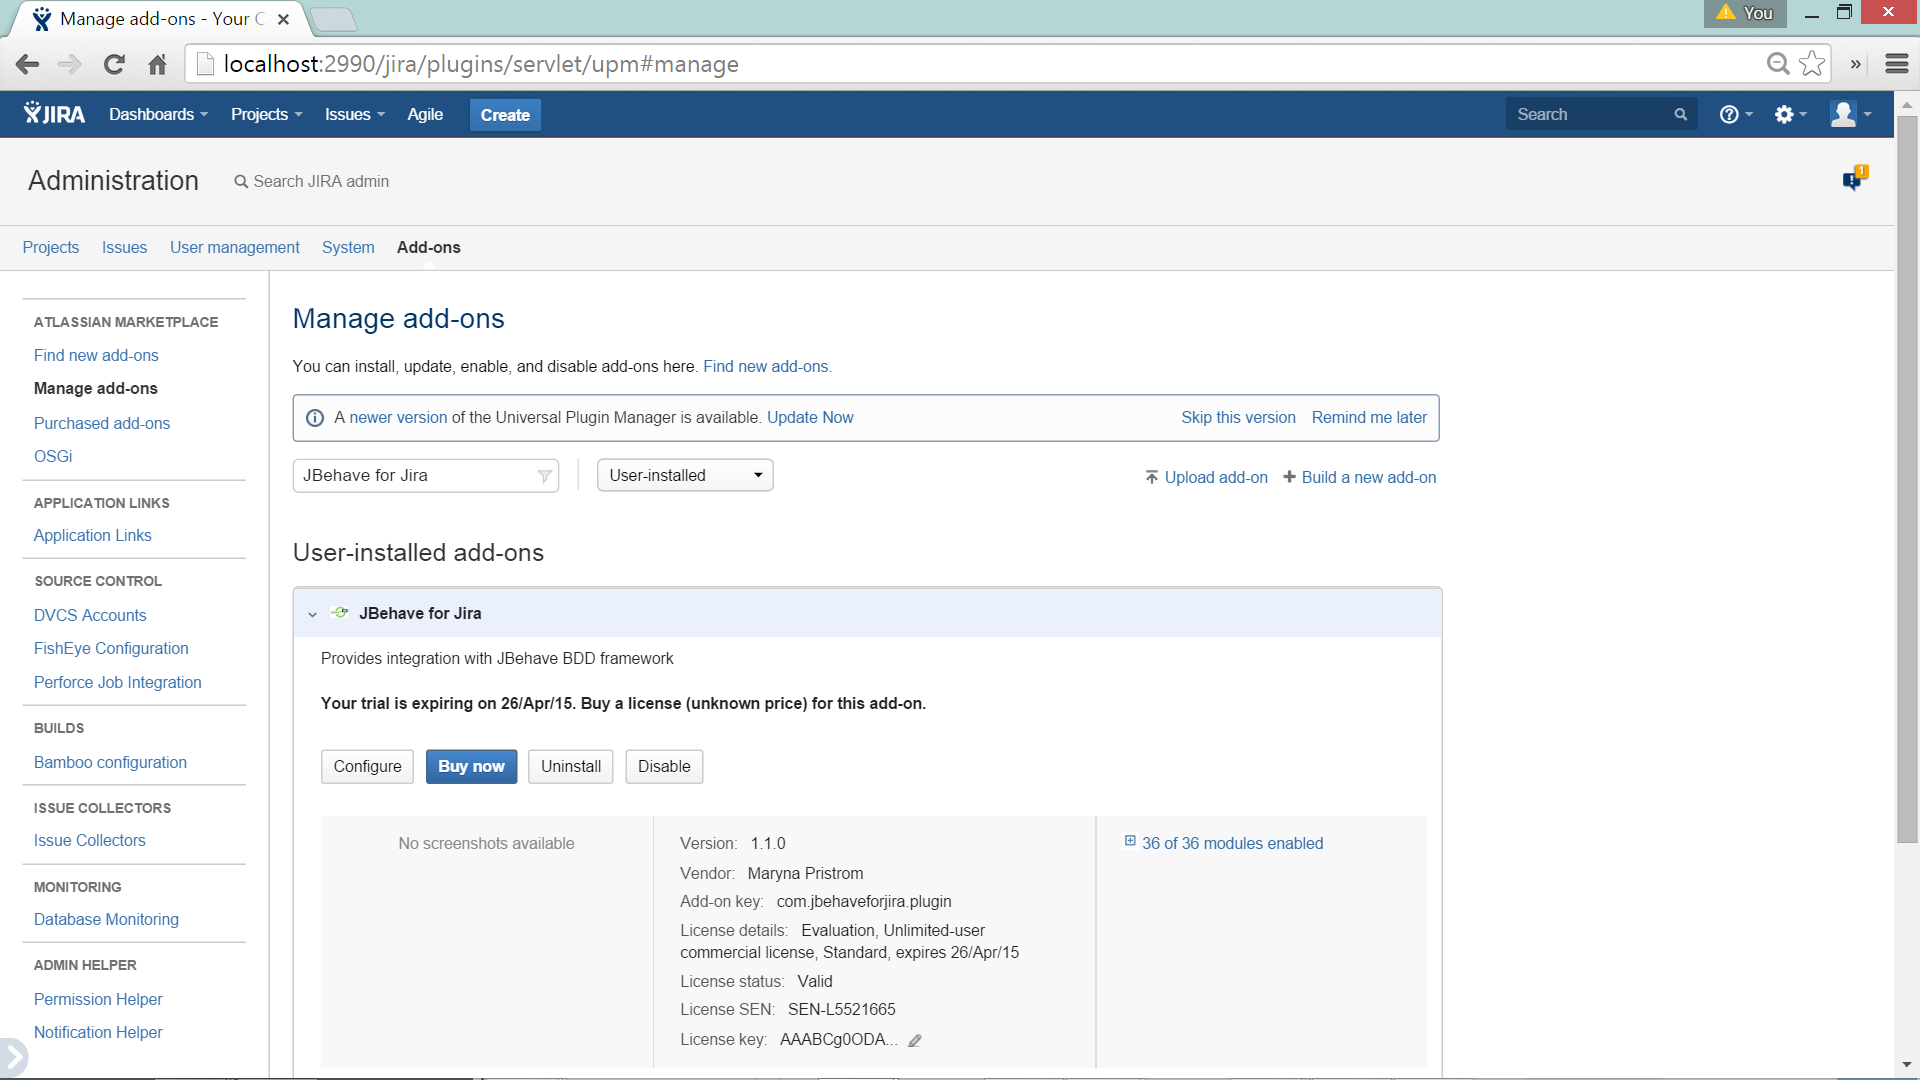 Manage add-ons - Your C
You
localhost:2990/jira/plugins/servlet/upm#manage
»
JIRA Dashboards Projects Issues Agile Create Search
Administration Search JIRA admin 1
Projects Issues User management System Add-ons
ATLASSIAN MARKETPLACE
Find new add-ons
Manage add-ons
Purchased add-ons
OSGi
APPLICATION LINKS
Application Links
SOURCE CONTROL
DVCS Accounts
FishEye Configuration
Perforce Job Integration
BUILDS
Bamboo configuration
ISSUE COLLECTORS
Issue Collectors
MONITORING
Database Monitoring
ADMIN HELPER
Permission Helper
Notification Helper
Manage add-ons
You can install, update, enable, and disable add-ons here. Find new add-ons.
A newer version of the Universal Plugin Manager is available. Update Now Skip this version Remind me later
JBehave for Jira User-installed Upload add-on Build a new add-on
User-installed add-ons
JBehave for Jira
Provides integration with JBehave BDD framework
Your trial is expiring on 26/Apr/15. Buy a license (unknown price) for this add-on.
Configure Buy now Uninstall Disable
No screenshots available
Version: 1.1.0
Vendor: Maryna Pristrom
Add-on key: com.jbehaveforjira.plugin
License details: Evaluation, Unlimited-user
commercial license, Standard, expires 26/Apr/15
License status: Valid
License SEN: SEN-L5521665
License key: AAABCg0ODA...
36 of 36 modules enabled